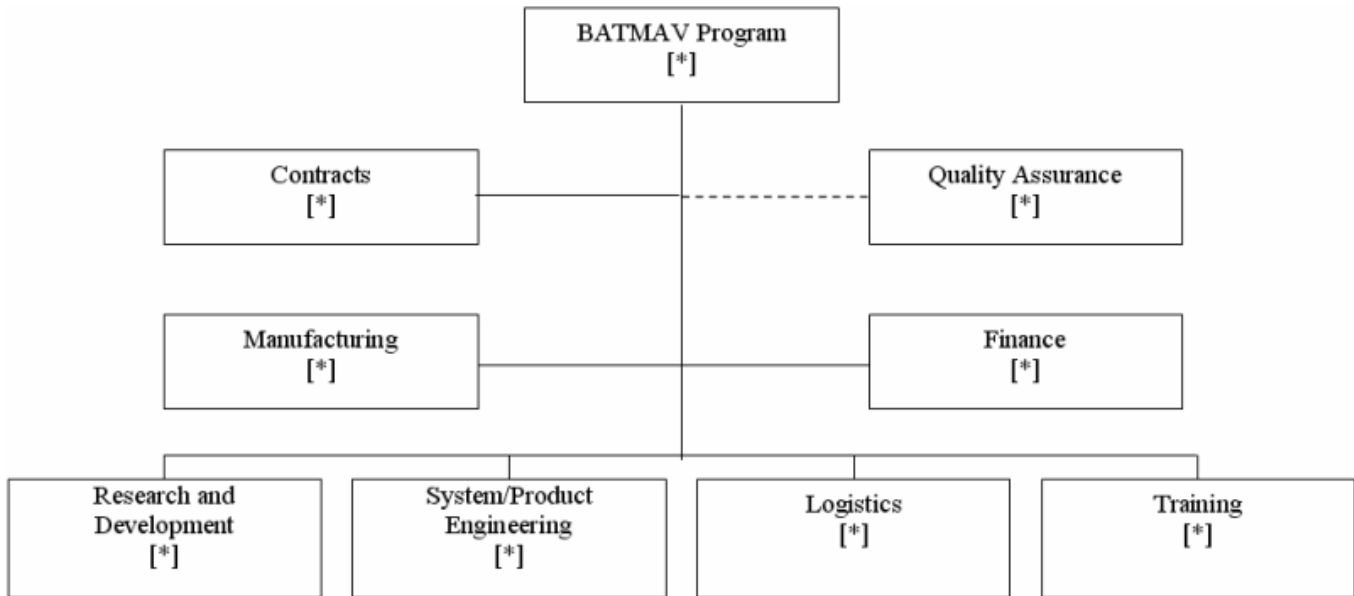 BATMAV Program
[*]
Contracts
[*]
Quality Assurance
[*]
Manufacturing
[*]
Finance
[*]
Research and
Development
[*]
System/Product
Engineering
[*]
Logistics
[*]
Training
[*]